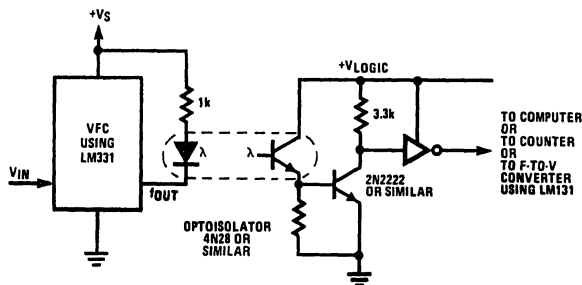 +VS
+VLOGIC
1k
3.3k
VFC
USING
LM331
λ
λ
VIN
fOUT
2N2222
OR SIMILAR
OPTOISOLATOR
4N28 OR
SIMILAR
TO COMPUTER
OR
TO COUNTER
OR
TO F-TO-V
CONVERTER
USING LM131